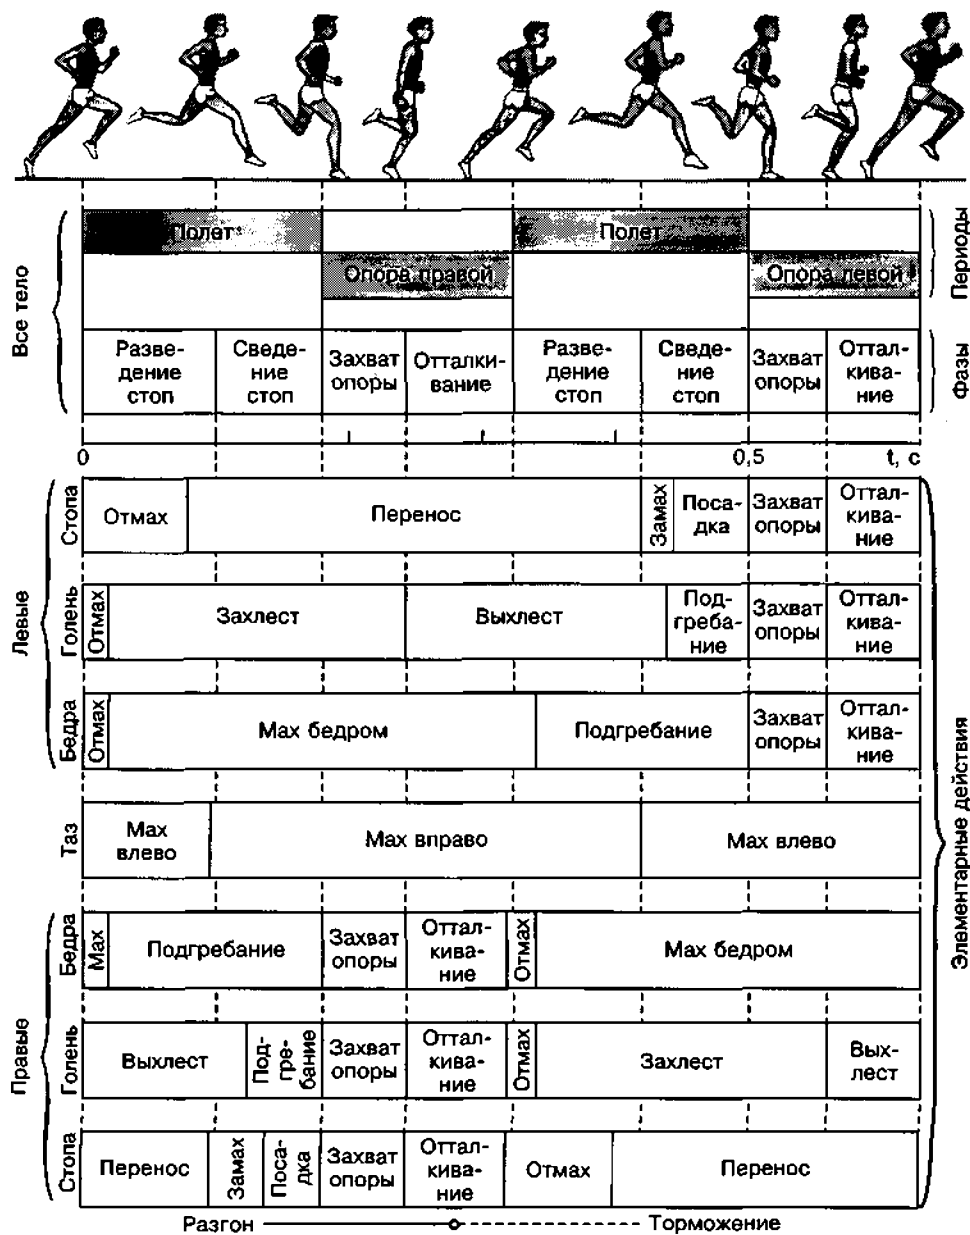 Все тело
Периоды
Полет
Полет
Опора правой
Опора левой
Фазы
Разве-
дение
стоп
Сведе-
ние
стоп
Захват
опоры
Отталки-
вание
Разве-
дение
стоп
Сведе-
ние
стоп
Захват
опоры
Оттал-
кива-
ние
0
0,5
t, с
Элементарные действия
Левые
Стопа
Отмах
Перенос
Замах
Поса-
дка
Захват
опоры
Оттал-
кива-
ние
Голень
Отмах
Захлест
Выхлест
Под-
греба-
ние
Захват
опоры
Оттал-
кива-
ние
Бедра
Отмах
Мах бедром
Подгребание
Захват
опоры
Оттал-
кива-
ние
Таз
Мах
влево
Мах вправо
Мах влево
Правые
Бедра
Мах
Подгребание
Захват
опоры
Оттал-
кива-
ние
Отмах
Мах бедром
Голень
Выхлест
Под-
гре-
бание
Захват
опоры
Оттал-
кива-
ние
Отмах
Захлест
Вых-
лест
Стопа
Перенос
Замах
Поса-
дка
Захват
опоры
Оттал-
кива-
ние
Отмах
Перенос
Разгон
Торможение